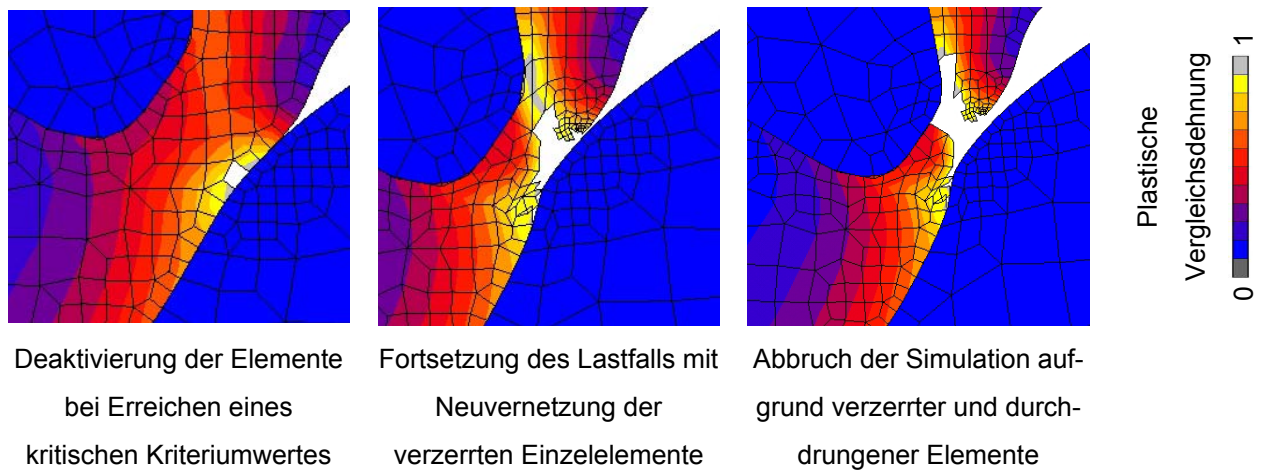 Deaktivierung der Elemente
bei Erreichen eines
kritischen Kriteriumwertes
Fortsetzung des Lastfalls mit
Neuvernetzung der
verzerrten Einzelelemente
Abbruch der Simulation auf-
grund verzerrter und durch-
drungener Elemente
Plastische
Vergleichsdehnung
0
1